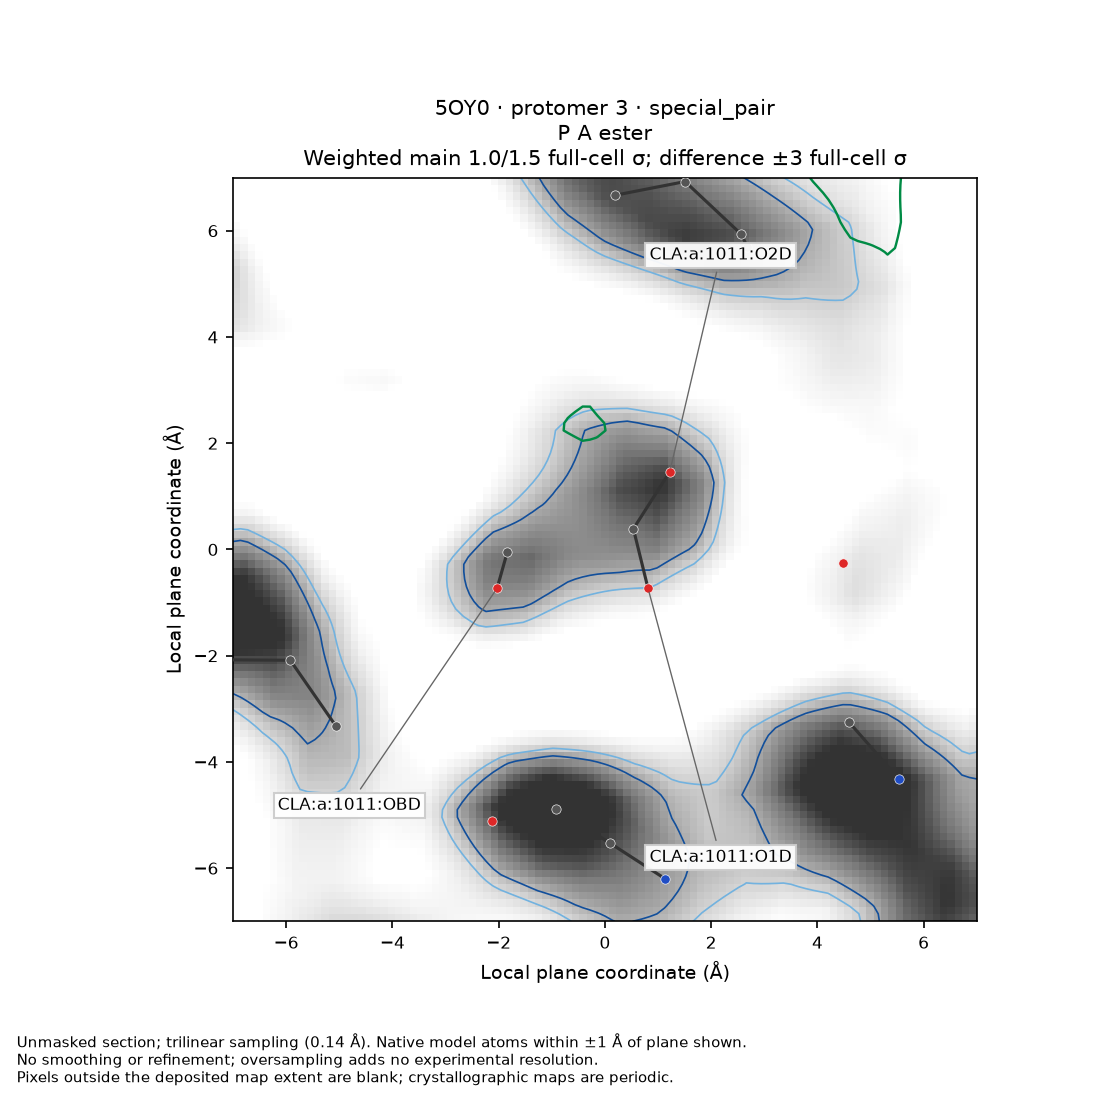 5OY0 · protomer 3 · special_pair
P A ester
Weighted main 1.0/1.5 full-cell σ; difference ±3 full-cell σ
6
CLA:a:1011:O2D
4
2
0
−2
−4
CLA:a:1011:OBD
CLA:a:1011:O1D
−6
−6
−4
−2
0
2
4
6
Local plane coordinate (Å)
Local plane coordinate (Å)
Unmasked section; trilinear sampling (0.14 Å). Native model atoms within ±1 Å of plane shown.
No smoothing or refinement; oversampling adds no experimental resolution.
Pixels outside the deposited map extent are blank; crystallographic maps are periodic.